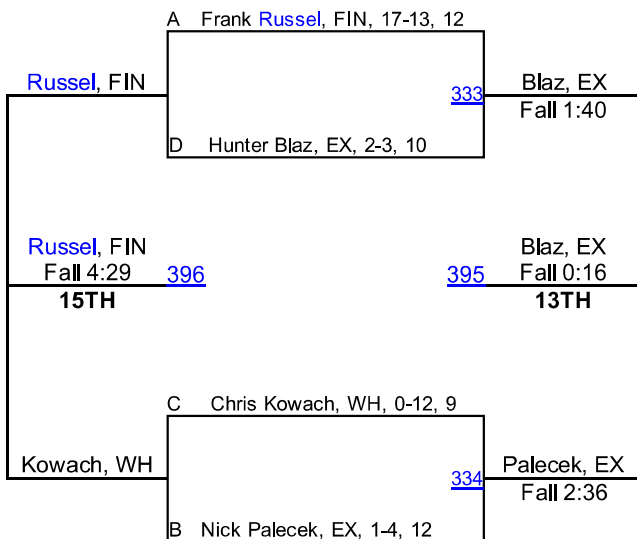 A Frank Russel, FIN, 17-13, 12
Russel, FIN
333
Blaz, EX
Fall 1:40
D Hunter Blaz, EX, 2-3, 10
Russel, FIN
Fall 4:29
15TH
396
395
Blaz, EX
Fall 0:16
13TH
C Chris Kowach, WH, 0-12, 9
Kowach, WH
334
Palecek, EX
Fall 2:36
B Nick Palecek, EX, 1-4, 12